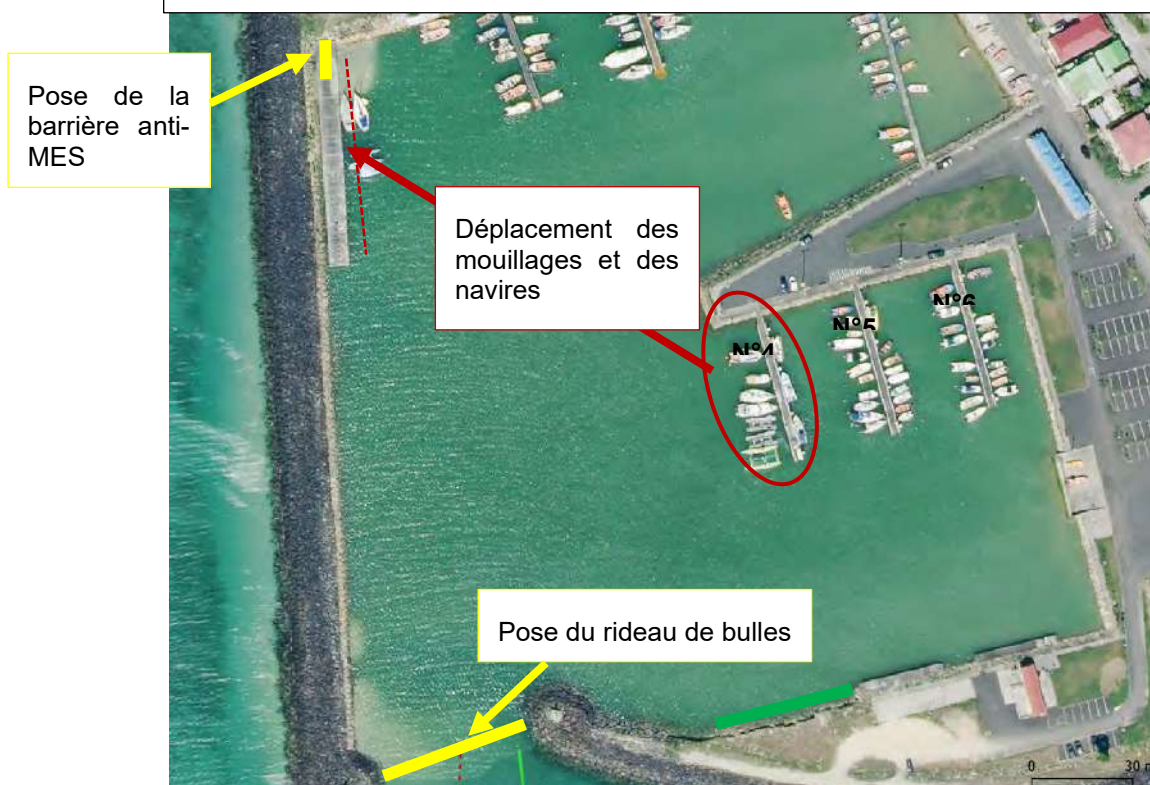 Pose de la
barrière anti-
MES
Déplacement des
mouillages et des
navires
N°4
N°5
N°6
Pose du rideau de bulles
0 30 m